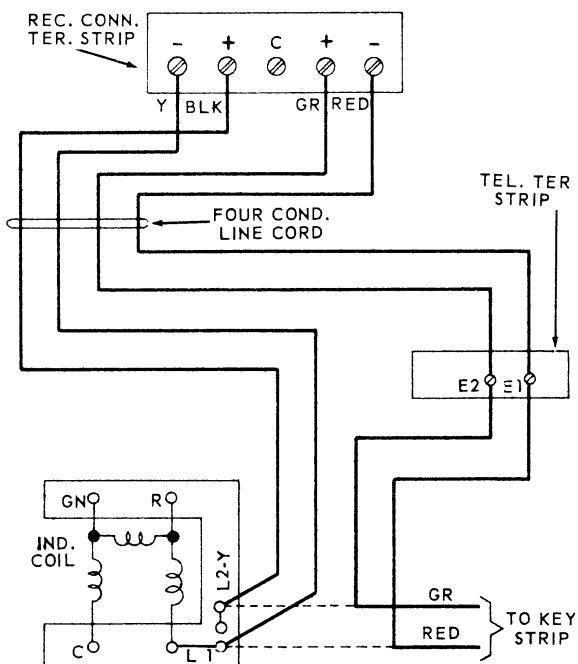 REC. CONN.
TER. STRIP
- + C + -
Y BLK GR RED
FOUR COND.
LINE CORD
TEL. TER
STRIP
E2 E1
GN R
IND.
COIL
L2-Y
C L1
GR
RED
TO KEY
STRIP